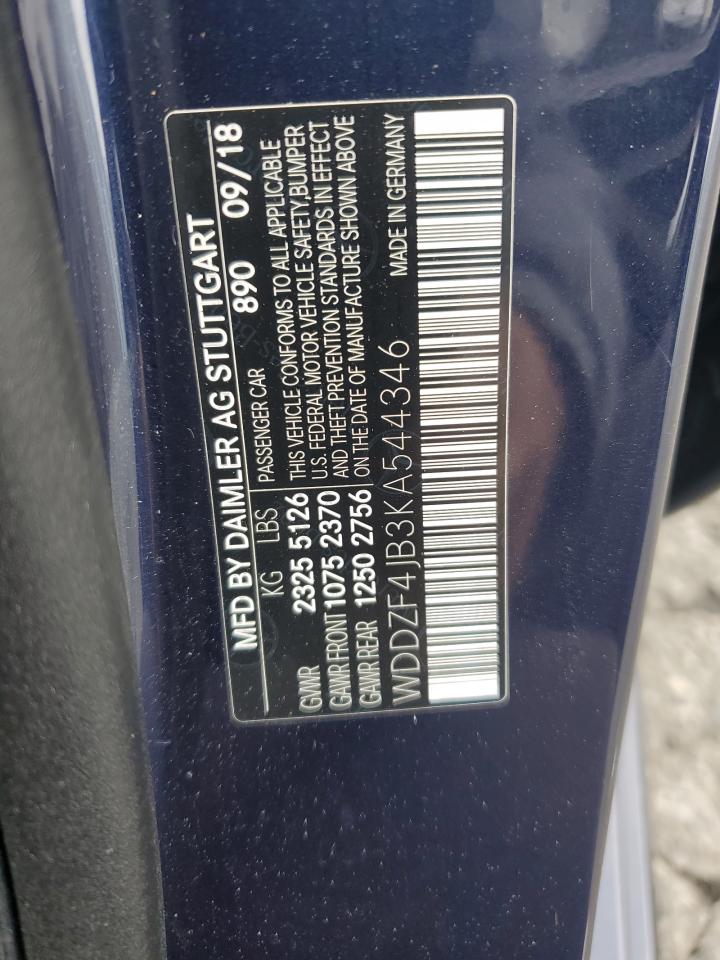 MFD BY DAIMLER AG STUTTGART
890 09/18
KG LBS
GVWR 2325 5126
GAWR FRONT 1075 2370
GAWR REAR 1250 2756
PASSENGER CAR
THIS VEHICLE CONFORMS TO ALL APPLICABLE
U.S. FEDERAL MOTOR VEHICLE SAFETY, BUMPER
AND THEFT PREVENTION STANDARDS IN EFFECT
ON THE DATE OF MANUFACTURE SHOWN ABOVE
WDDZF4JB3KA544346 MADE IN GERMANY